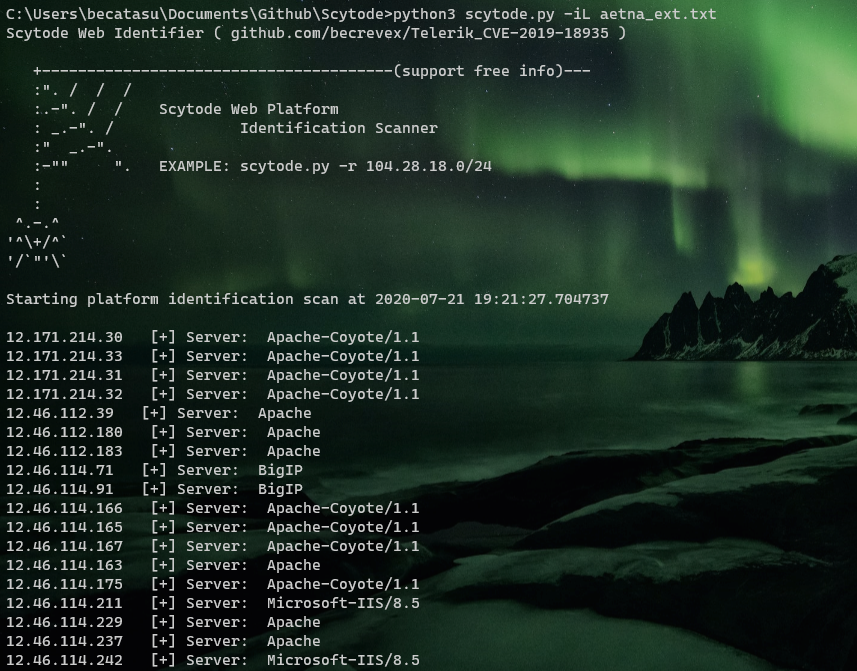 C:\Users\becatasu\Documents\Github\Scytode>python3 scytode.py -iL aetna_ext.txt
Scytode Web Identifier ( github.com/becrevex/Telerik_CVE-2019-18935 )
+---------------------------------------(support free info)---
:". /  /  /
:.-". /  /    Scytode Web Platform
: _.-". /              Identification Scanner
:"  _.-".
:-""     ".   EXAMPLE: scytode.py -r 104.28.18.0/24
:
:
^.-.^
'^\+/^`
'/`"'\`
Starting platform identification scan at 2020-07-21 19:21:27.704737
12.171.214.30   [+] Server:  Apache-Coyote/1.1
12.171.214.33   [+] Server:  Apache-Coyote/1.1
12.171.214.31   [+] Server:  Apache-Coyote/1.1
12.171.214.32   [+] Server:  Apache-Coyote/1.1
12.46.112.39   [+] Server:  Apache
12.46.112.180   [+] Server:  Apache
12.46.112.183   [+] Server:  Apache
12.46.114.71   [+] Server:  BigIP
12.46.114.91   [+] Server:  BigIP
12.46.114.166   [+] Server:  Apache-Coyote/1.1
12.46.114.165   [+] Server:  Apache-Coyote/1.1
12.46.114.167   [+] Server:  Apache-Coyote/1.1
12.46.114.163   [+] Server:  Apache
12.46.114.175   [+] Server:  Apache-Coyote/1.1
12.46.114.211   [+] Server:  Microsoft-IIS/8.5
12.46.114.229   [+] Server:  Apache
12.46.114.237   [+] Server:  Apache
12.46.114.242   [+] Server:  Microsoft-IIS/8.5